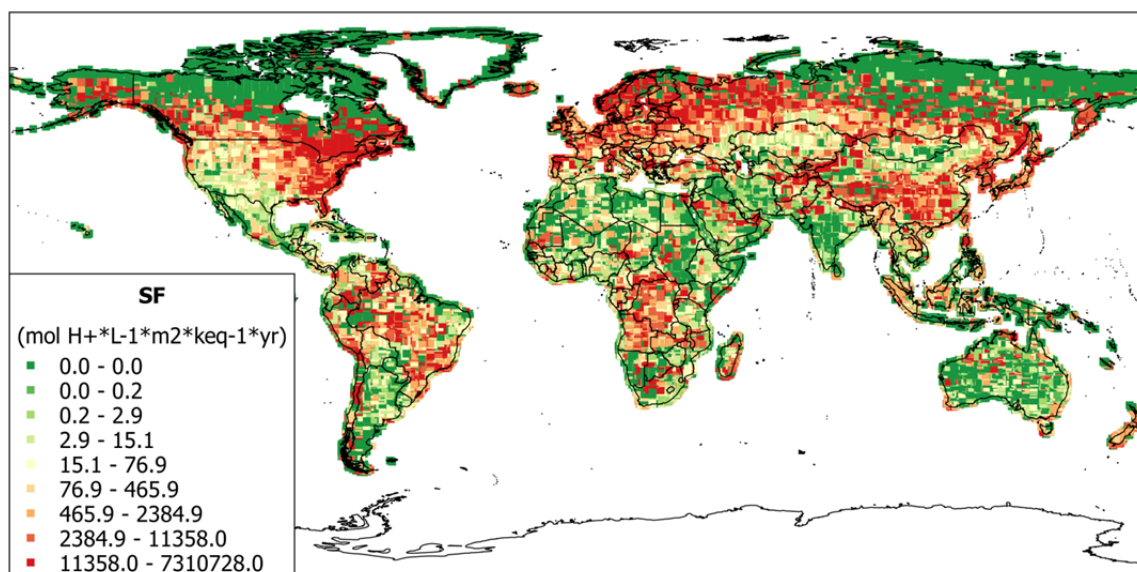 SF
(mol H+*L-1*m2*keq-1*yr)
0.0 - 0.0
0.0 - 0.2
0.2 - 2.9
2.9 - 15.1
15.1 - 76.9
76.9 - 465.9
465.9 - 2384.9
2384.9 - 11358.0
11358.0 - 7310728.0